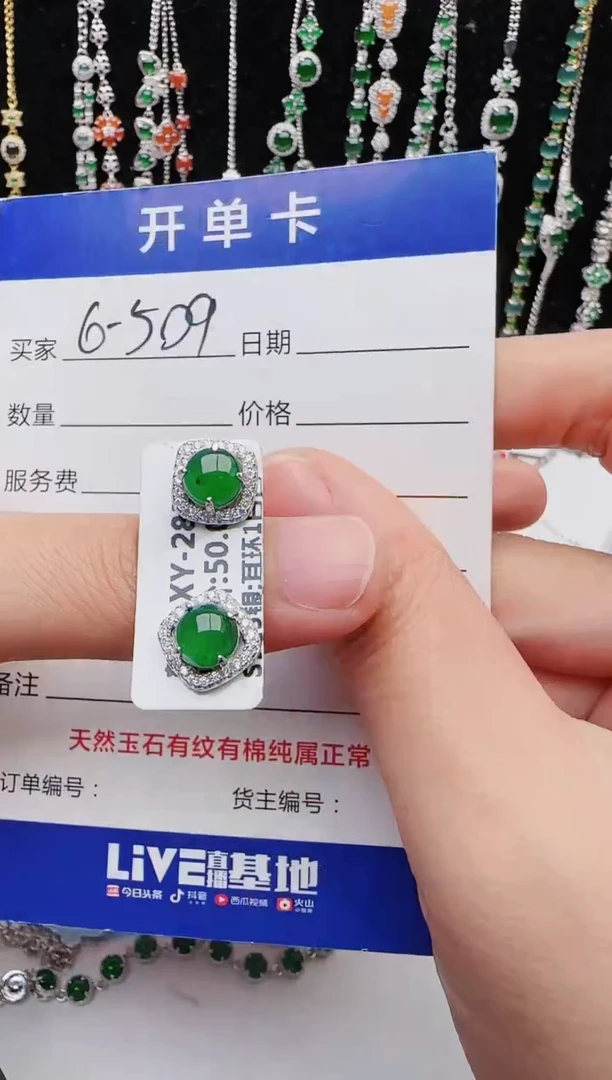 开单卡
买家 6-509 日期
数量 价格
服务费
XY-28
:50.
备注
天然玉石有纹有棉纯属正常
订单编号： 货主编号：
LiVE直播基地
今日头条 抖音 西瓜视频 火山